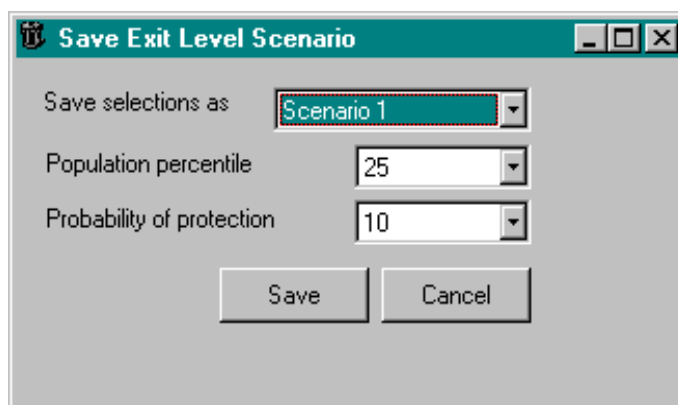 Save Exit Level Scenario
Save selections as Scenario 1
Population percentile 25
Probability of protection 10
Save Cancel